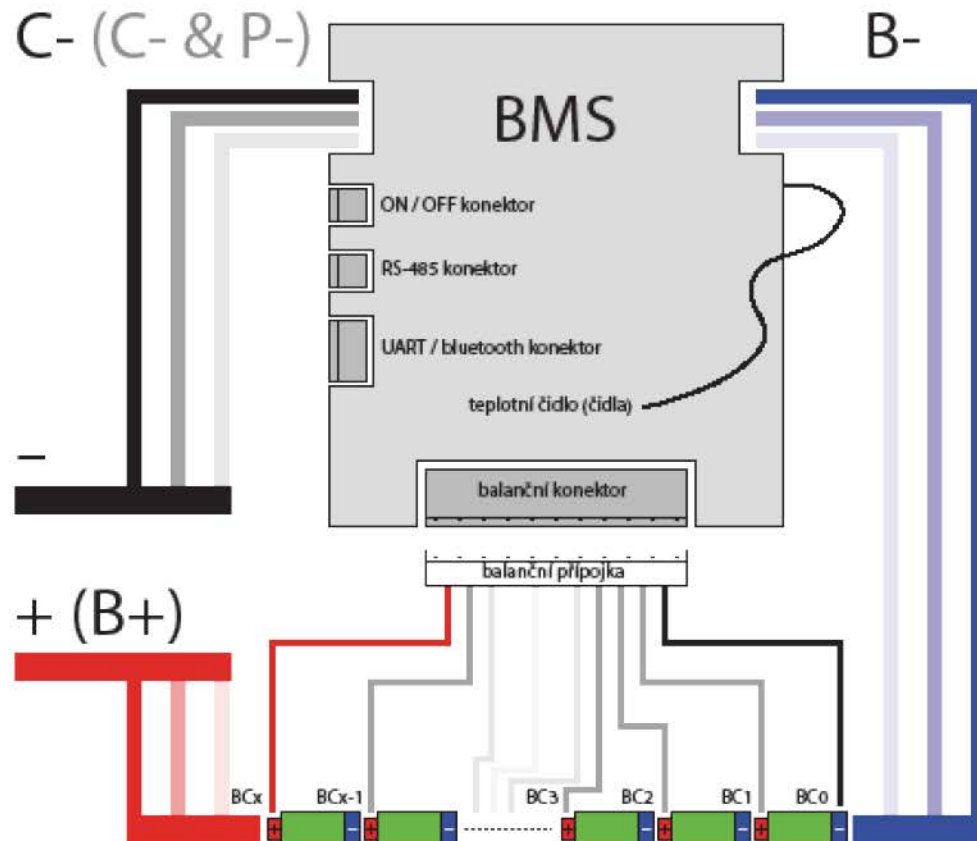 C- (C- & P-)
B-
BMS
ON / OFF konektor
RS-485 konektor
UART / bluetooth konektor
teplotní čidlo (čidla)
–
balanční konektor
balanční přípojka
+ (B+)
BCx
BCx-1
BC3
BC2
BC1
BC0
+ – + – + – + – + –